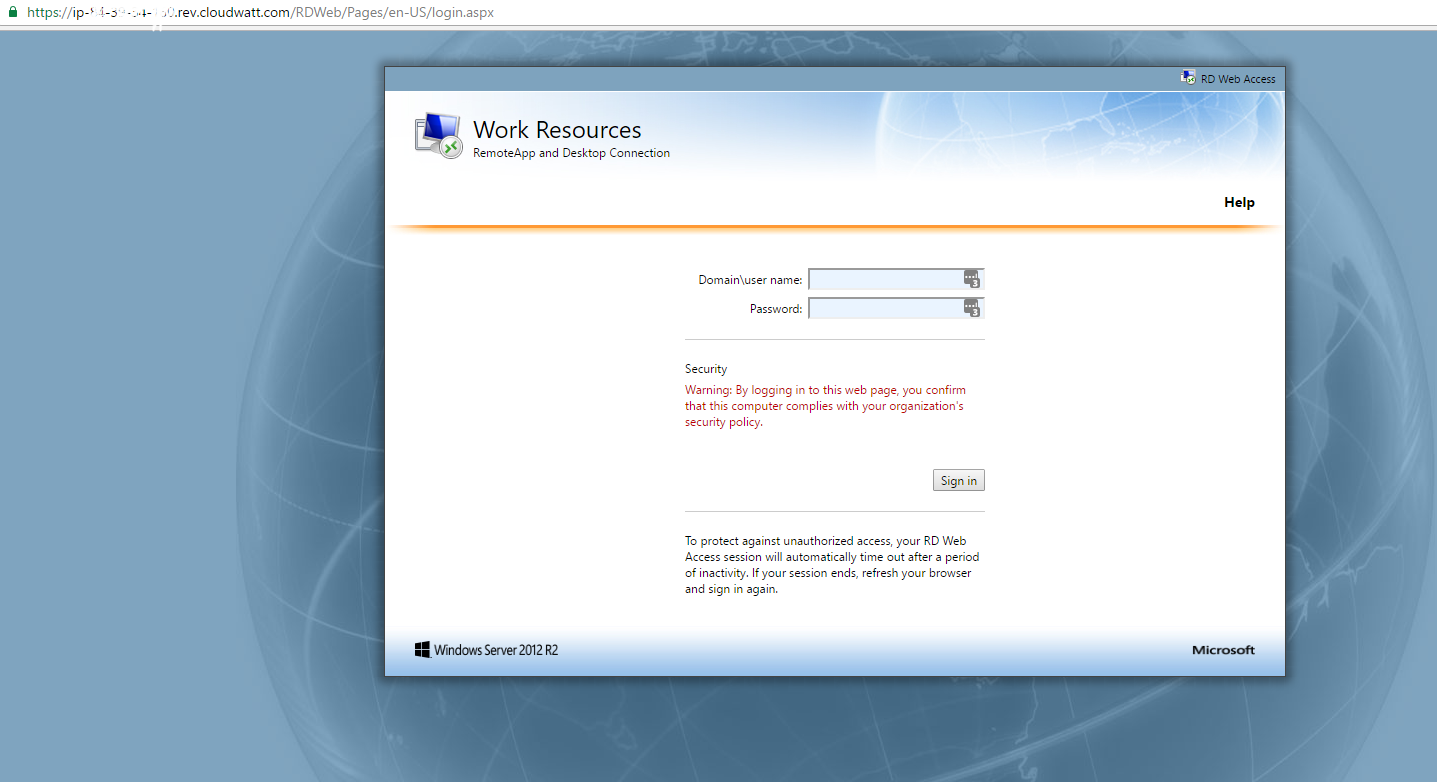 .rev.cloudwatt.com/RDWeb/Pages/en-US/login.aspx
RD Web Access
Work Resources
RemoteApp and Desktop Connection
Help
Domain\user name:
3
Password:
3
Security
Warning: By logging in to this web page, you confirm
that this computer complies with your organization's
security policy.
Sign in
To protect against unauthorized access, your RD Web
Access session will automatically time out after a period
of inactivity. If your session ends, refresh your browser
and sign in again.
Windows Server 2012 R2
Microsoft